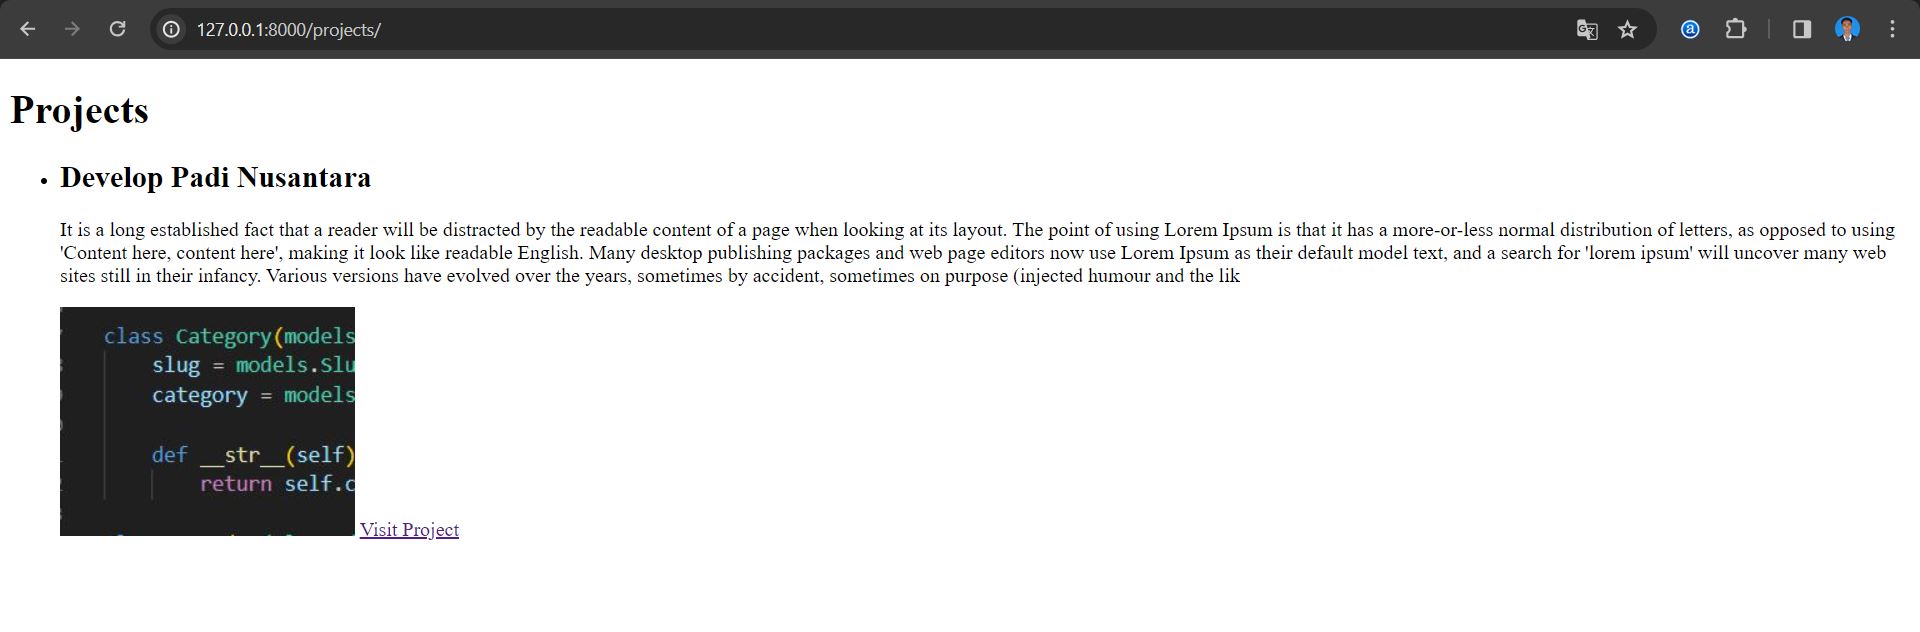 127.0.0.1:8000/projects/
Projects
Develop Padi Nusantara
It is a long established fact that a reader will be distracted by the readable content of a page when looking at its layout. The point of using Lorem Ipsum is that it has a more-or-less normal distribution of letters, as opposed to using
'Content here, content here', making it look like readable English. Many desktop publishing packages and web page editors now use Lorem Ipsum as their default model text, and a search for 'lorem ipsum' will uncover many web
sites still in their infancy. Various versions have evolved over the years, sometimes by accident, sometimes on purpose (injected humour and the lik
class Category(models
slug = models.Slu
category = models
def __str__(self)
return self.c
Visit Project